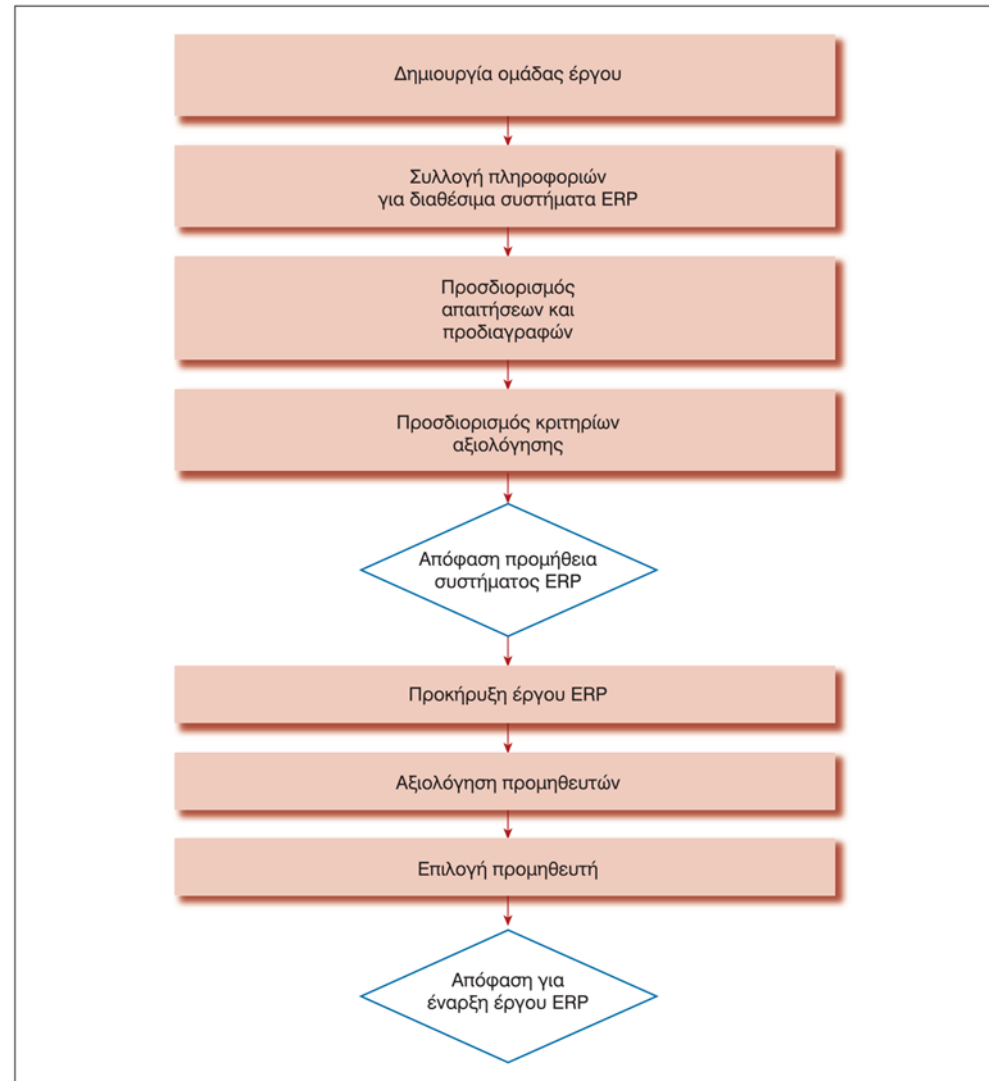 Δημιουργία ομάδας έργου
Συλλογή πληροφοριών
για διαθέσιμα συστήματα ERP
Προσδιορισμός
απαιτήσεων και
προδιαγραφών
Προσδιορισμός κριτηρίων
αξιολόγησης
Απόφαση προμήθεια
συστήματος ERP
Προκήρυξη έργου ERP
Αξιολόγηση προμηθευτών
Επιλογή προμηθευτή
Απόφαση για
έναρξη έργου ERP